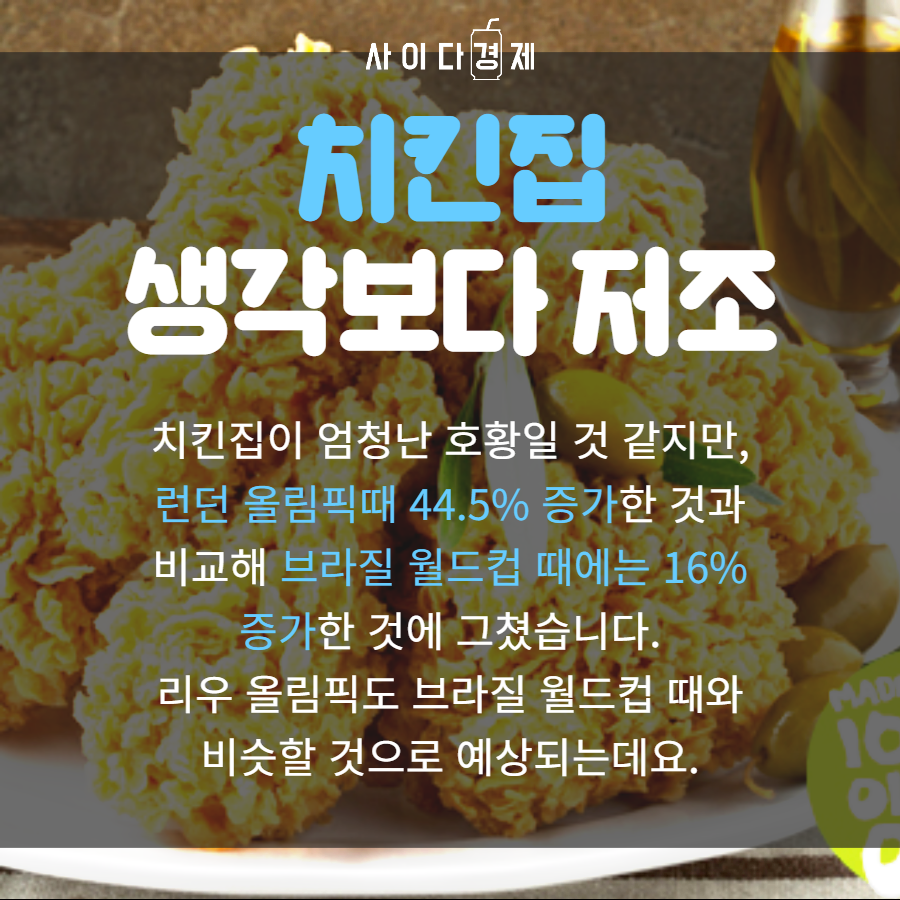 사이다경제
치킨집
생각보다 저조
치킨집이 엄청난 호황일 것 같지만,
런던 올림픽때 44.5% 증가한 것과
비교해 브라질 월드컵 때에는 16%
증가한 것에 그쳤습니다.
리우 올림픽도 브라질 월드컵 때와
비슷할 것으로 예상되는데요.